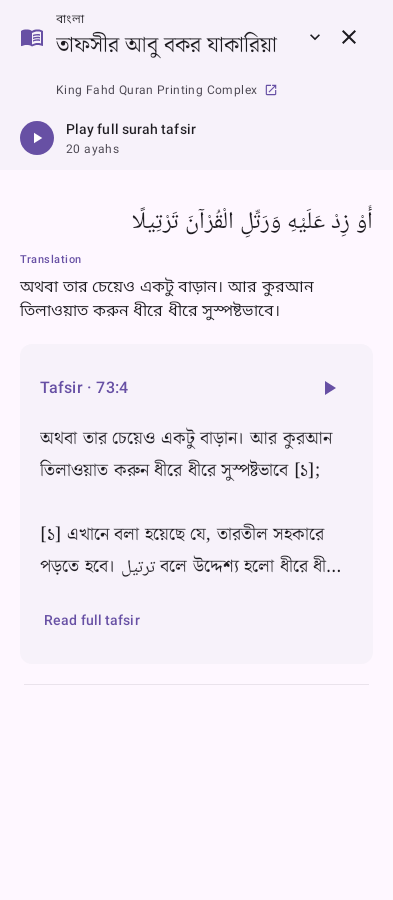 বাংলা
তাফসীর আবু বকর যাকারিয়া
King Fahd Quran Printing Complex
Play full surah tafsir
20 ayahs
أَوْ زِدْ عَلَيْهِ وَرَتِّلِ الْقُرْآنَ تَرْتِيلًا
Translation
অথবা তার চেয়েও একটু বাড়ান। আর কুরআন
তিলাওয়াত করুন ধীরে ধীরে সুস্পষ্টভাবে।
Tafsir · 73:4
অথবা তার চেয়েও একটু বাড়ান। আর কুরআন
তিলাওয়াত করুন ধীরে ধীরে সুস্পষ্টভাবে [১];
[১] এখানে বলা হয়েছে যে, তারতীল সহকারে
পড়তে হবে। ترتيل বলে উদ্দেশ্য হলো ধীরে ধী...
Read full tafsir